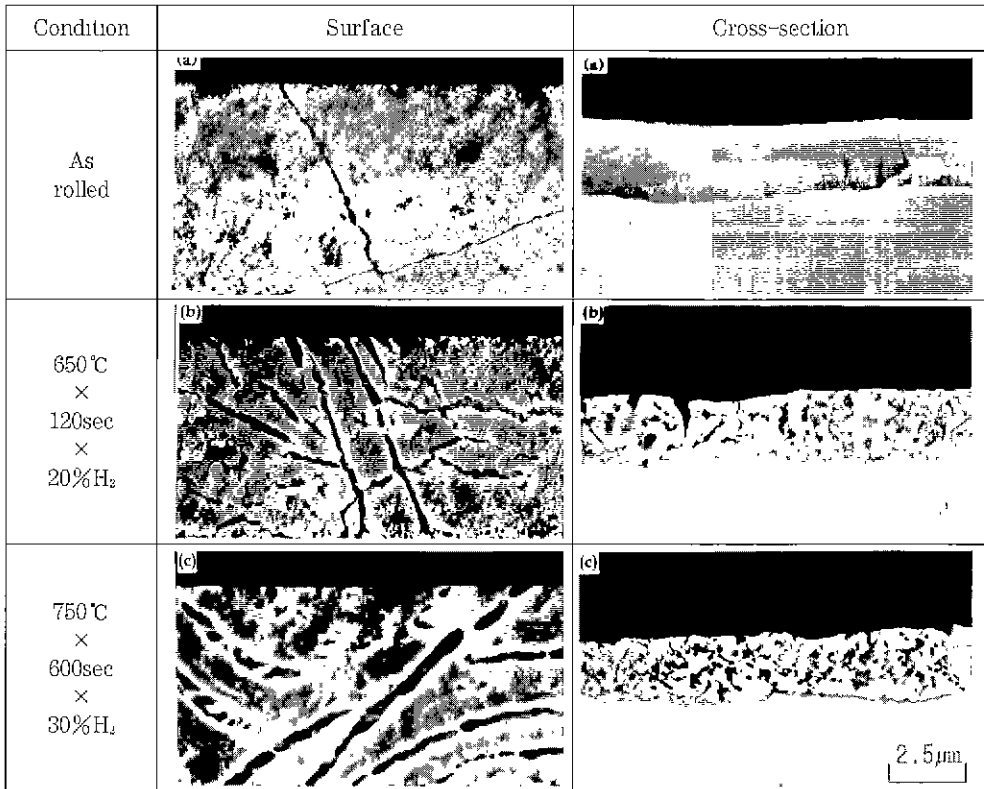 Condition Surface Cross-section
As
rolled
(a)
(a)
650℃
×
120sec
×
20%H₂
(b)
(b)
750℃
×
600sec
×
30%H₂
(c)
(c)
2.5μm